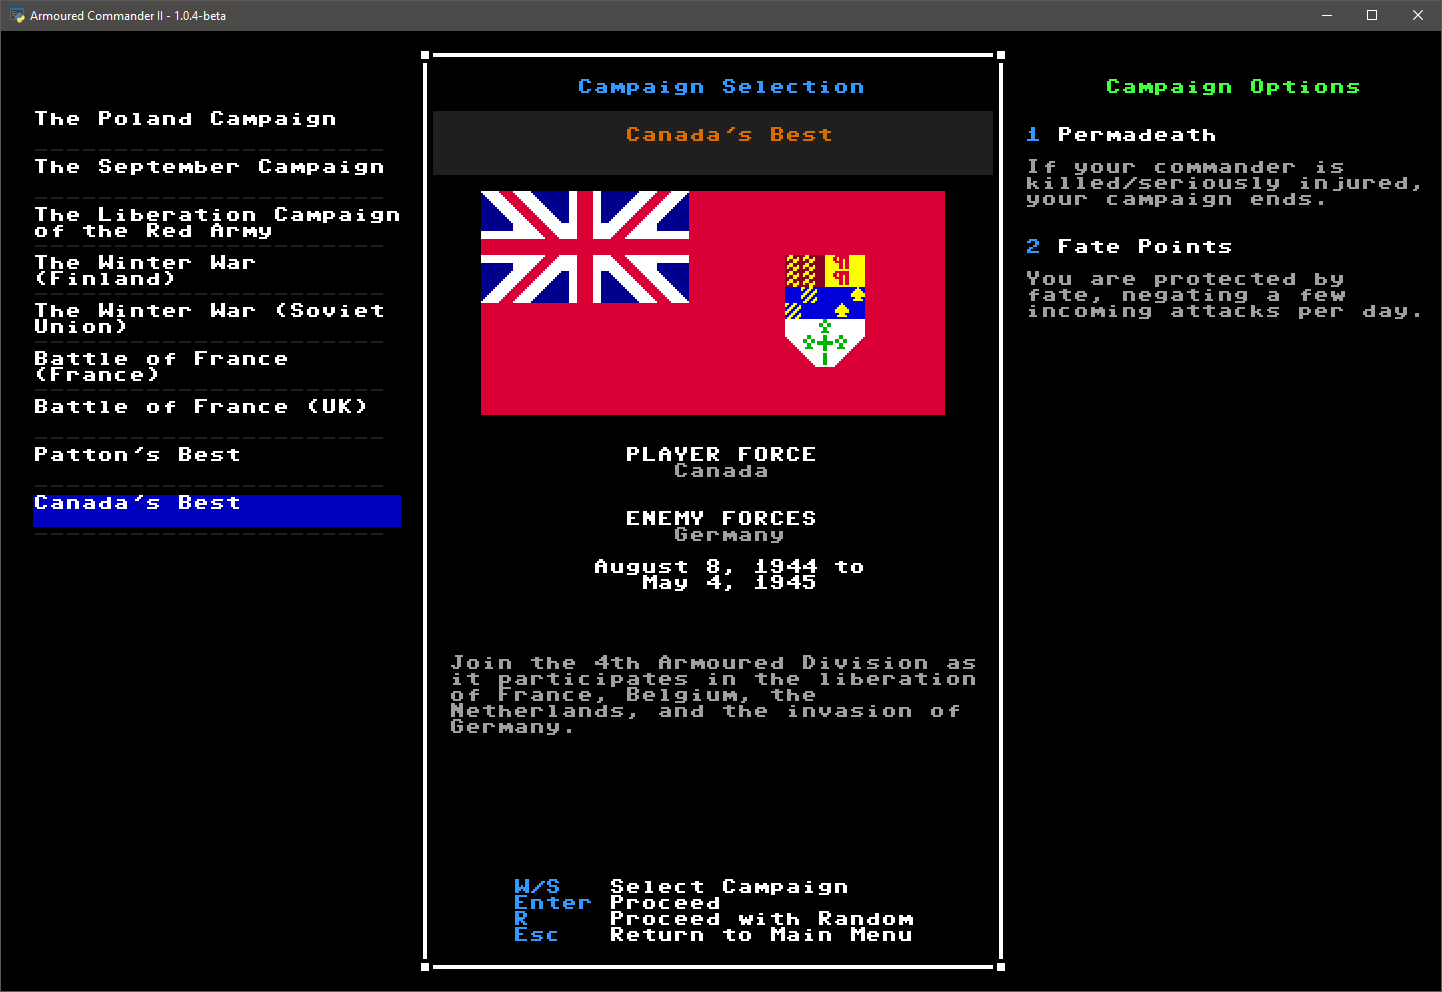 Armoured Commander II - 1.0.4-beta
The Poland Campaign
The September Campaign
The Liberation Campaign
of the Red Army
The Winter War
(Finland)
The Winter War (Soviet
Union)
Battle of France
(France)
Battle of France (UK)
Patton's Best
Canada's Best
Campaign Selection
Canada's Best
PLAYER FORCE
Canada
ENEMY FORCES
Germany
August 8, 1944 to
May 4, 1945
Join the 4th Armoured Division as
it participates in the liberation
of France, Belgium, the
Netherlands, and the invasion of
Germany.
W/S Select Campaign
Enter Proceed
R Proceed with Random
Esc Return to Main Menu
Campaign Options
1 Permadeath
If your commander is
killed/seriously injured,
your campaign ends.
2 Fate Points
You are protected by
fate, negating a few
incoming attacks per day.